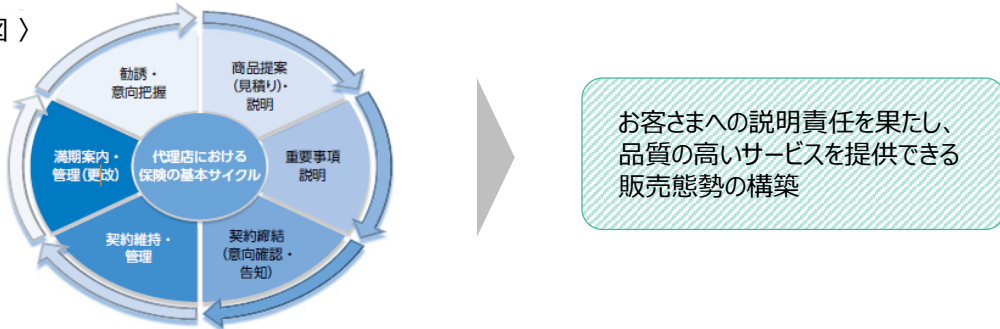 図 〉
勧誘・
意向把握
商品提案
(見積り)・
説明
重要事項
説明
契約締結
(意向確認・
告知)
契約維持・
管理
満期案内・
管理(更改)
代理店における
保険の基本サイクル
お客さまへの説明責任を果たし、
品質の高いサービスを提供できる
販売態勢の構築